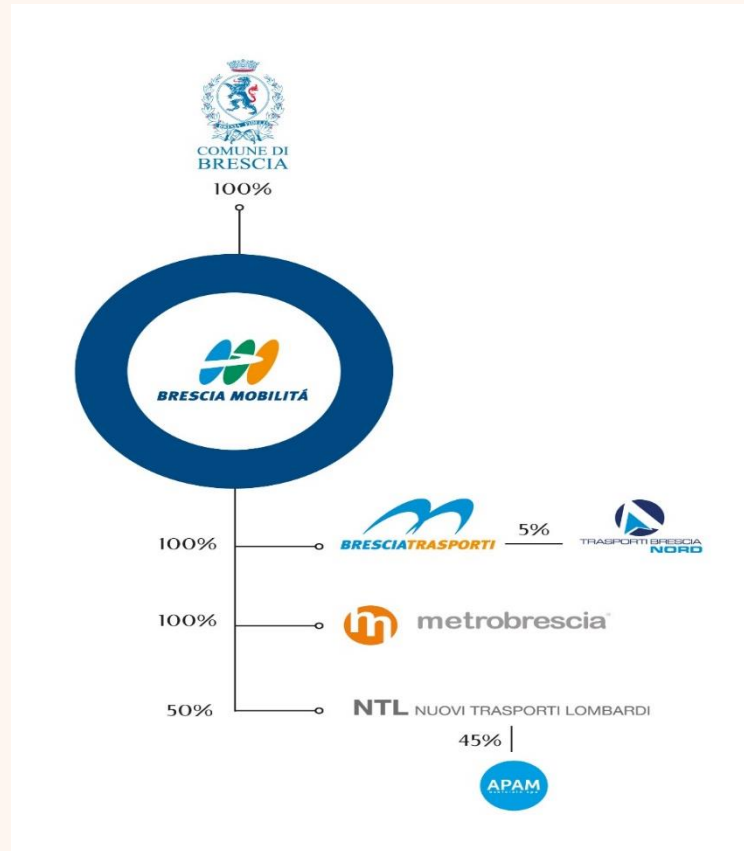 COMUNE DI
BRESCIA
100%
BRESCIA MOBILITÁ
100%
BRESCIATRASPORTI
5%
TRASPORTI BRESCIA
NORD
100%
metrobrescia
50%
NTL NUOVI TRASPORTI LOMBARDI
45%
APAM